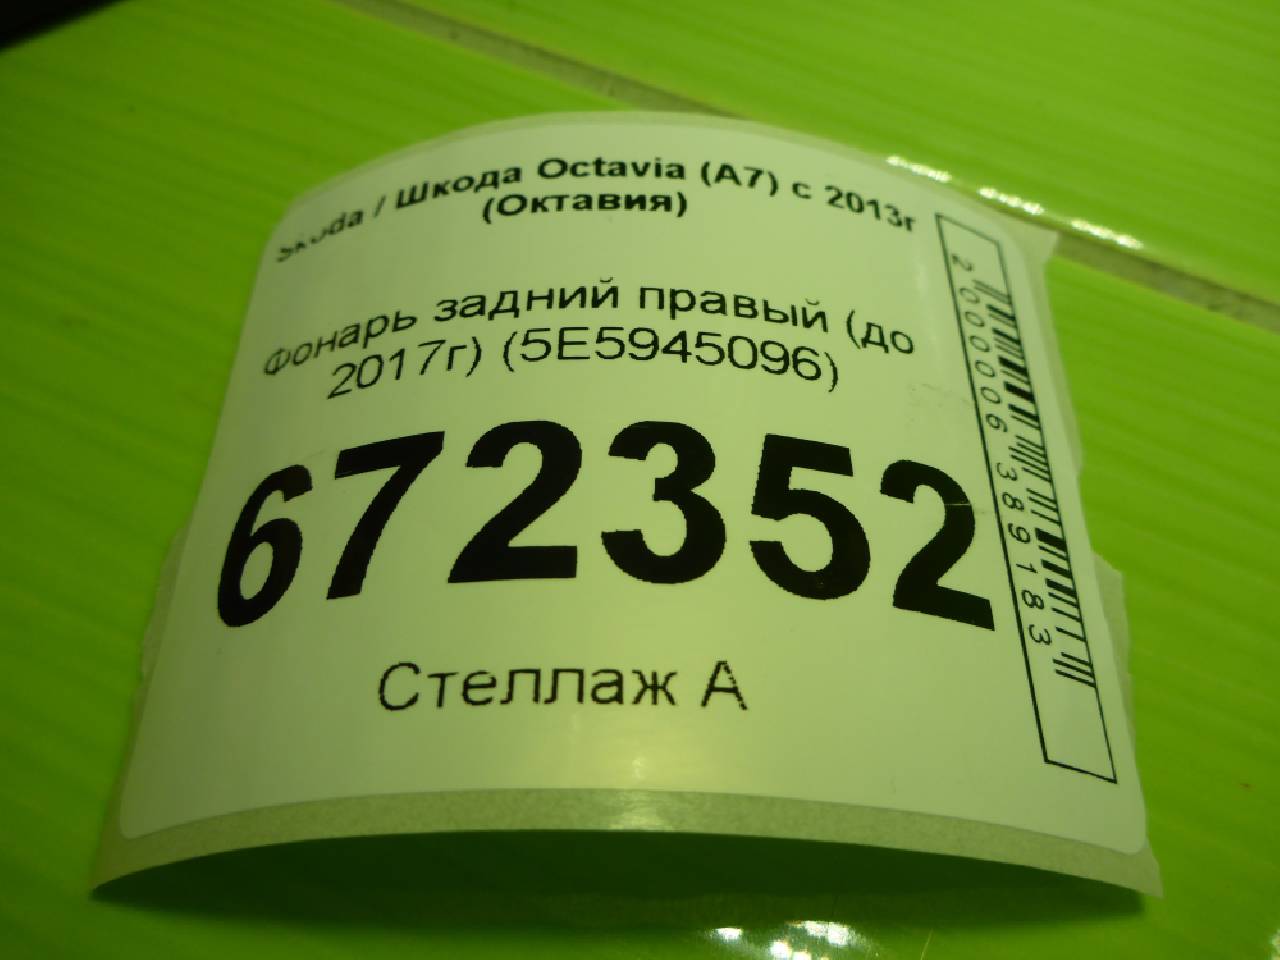 Skoda / Шкода Octavia (A7) с 2013г
(Октавия)
Фонарь задний правый (до
2017г) (5E5945096)
672352
Стеллаж А
2000006389183